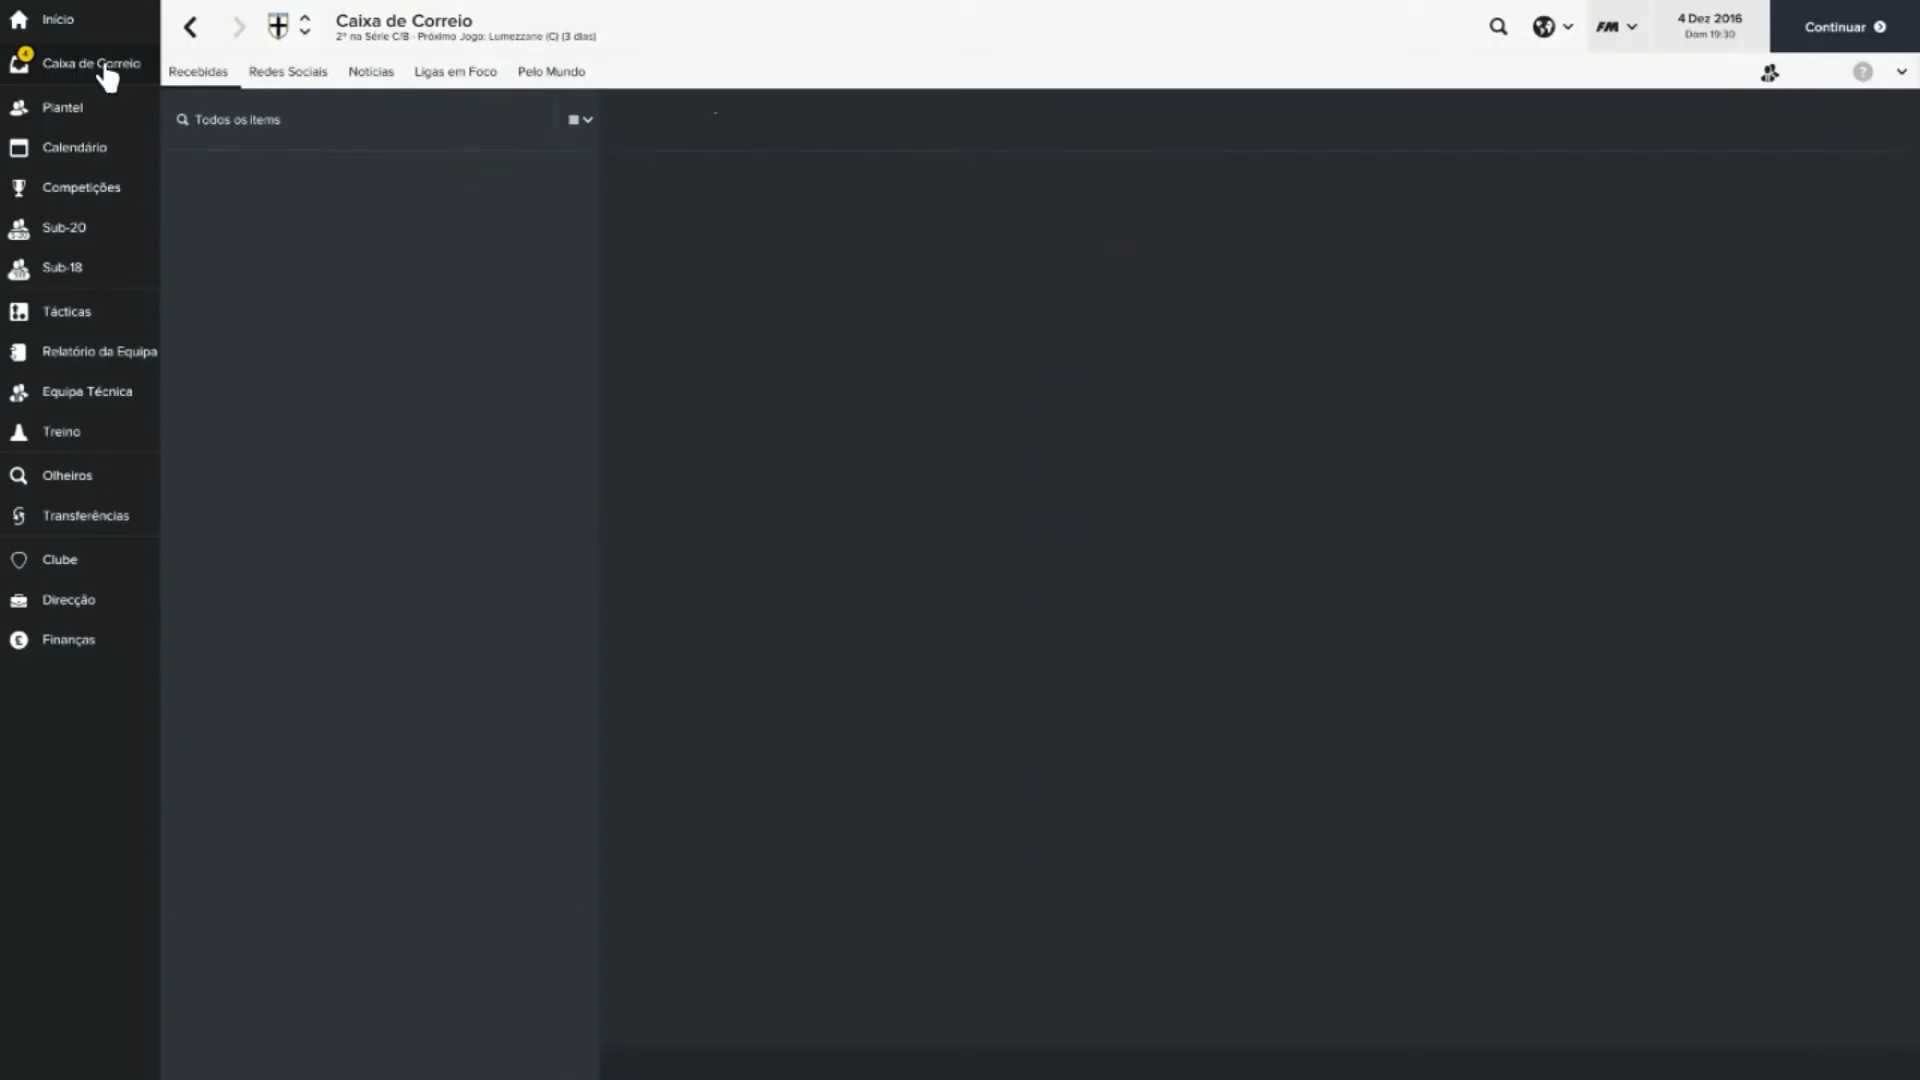 Início
Caixa de Correio
Plantel
Calendário
Competições
Sub-20
Sub-18
Tácticas
Relatório da Equipa
Equipa Técnica
Treino
Olheiros
Transferências
Clube
Direcção
Finanças
Caixa de Correio
2º na Série C/B - Próximo Jogo: Lumezzane (C) (3 dias)
FM
4 Dez 2016
Dom 19:30
Continuar
Recebidas
Redes Sociais
Notícias
Ligas em Foco
Pelo Mundo
Todos os items